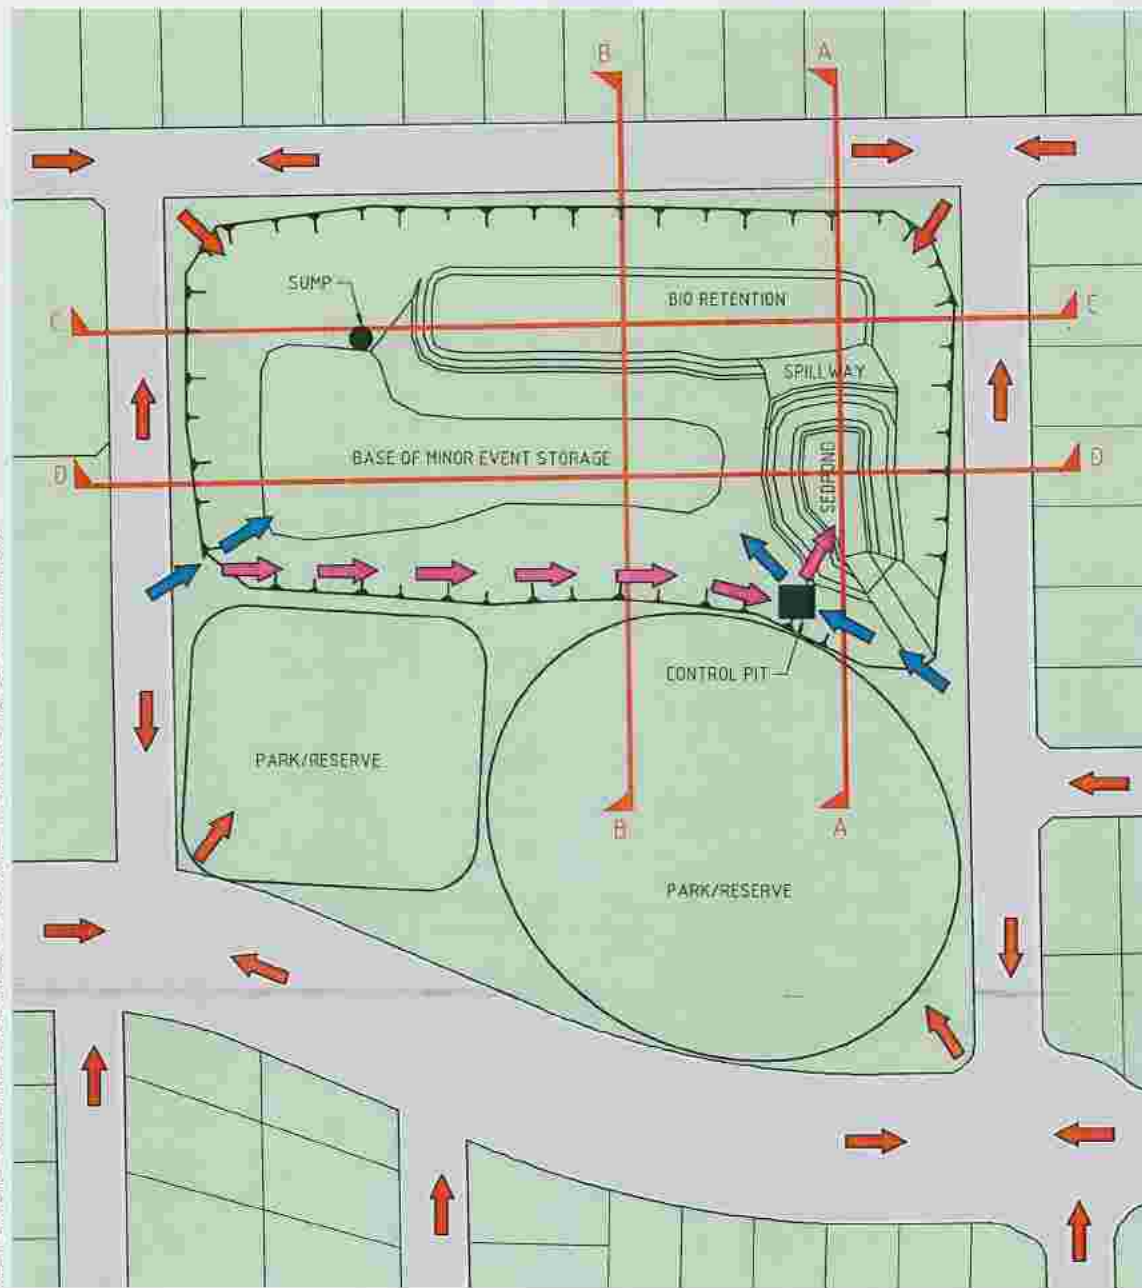 B
A
SUMP
BIO RETENTION
C
C
SPILLWAY
BASE OF MINOR EVENT STORAGE
SEDPOND
D
D
CONTROL PIT
PARK/RESERVE
B
A
PARK/RESERVE